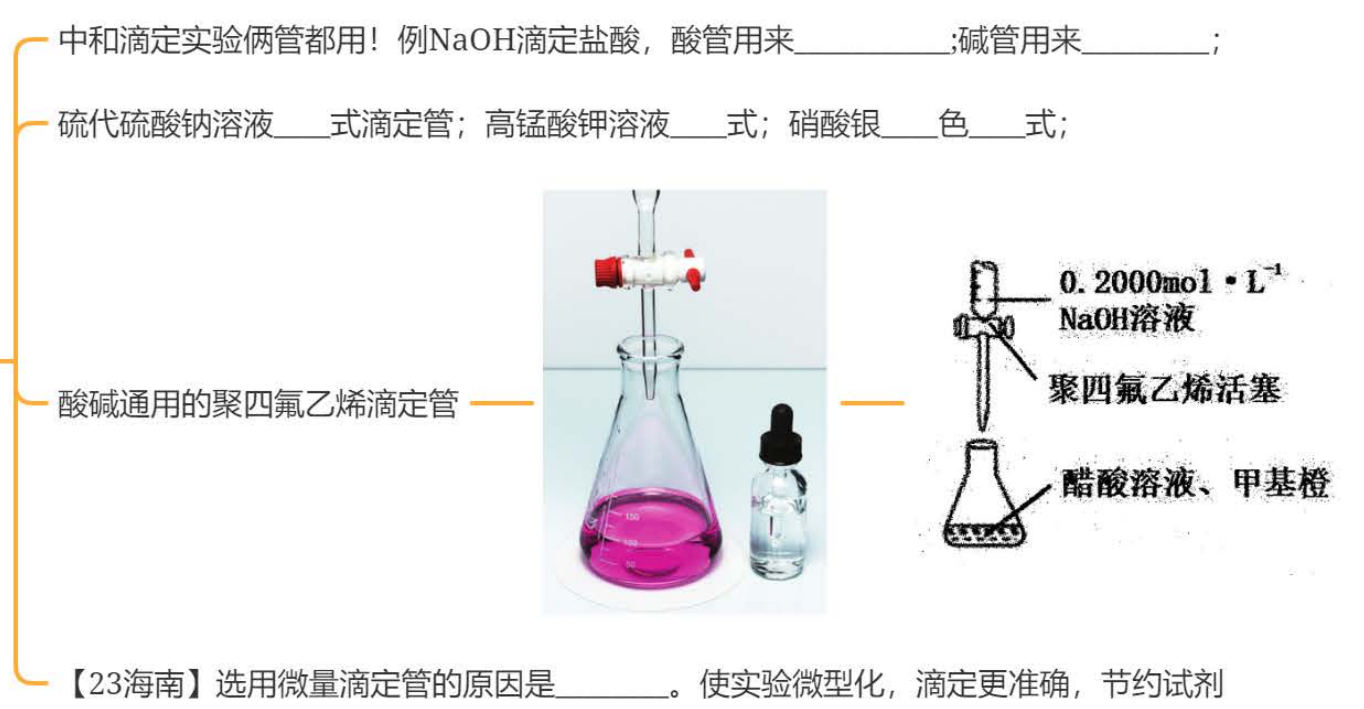 中和滴定实验俩管都用！例NaOH滴定盐酸，酸管用来__________;碱管用来________；
硫代硫酸钠溶液____式滴定管；高锰酸钾溶液____式；硝酸银____色____式；
酸碱通用的聚四氟乙烯滴定管
150
100
50
0.2000mol·L⁻¹
NaOH溶液
聚四氟乙烯活塞
醋酸溶液、甲基橙
【23海南】选用微量滴定管的原因是_______。使实验微型化，滴定更准确，节约试剂